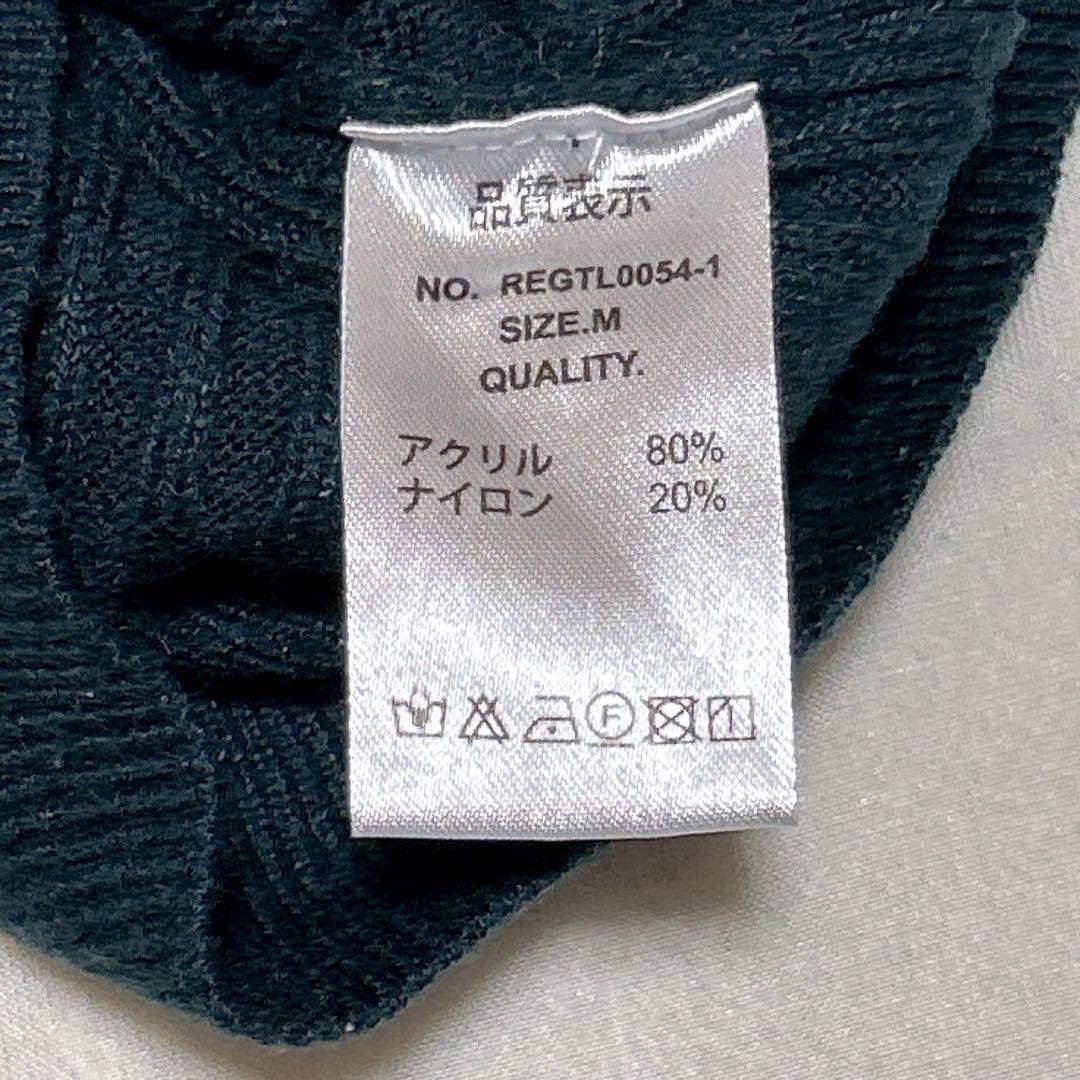 品質表示
NO. REGTL0054-1
SIZE.M
QUALITY.
アクリル 80%
ナイロン 20%
F 1